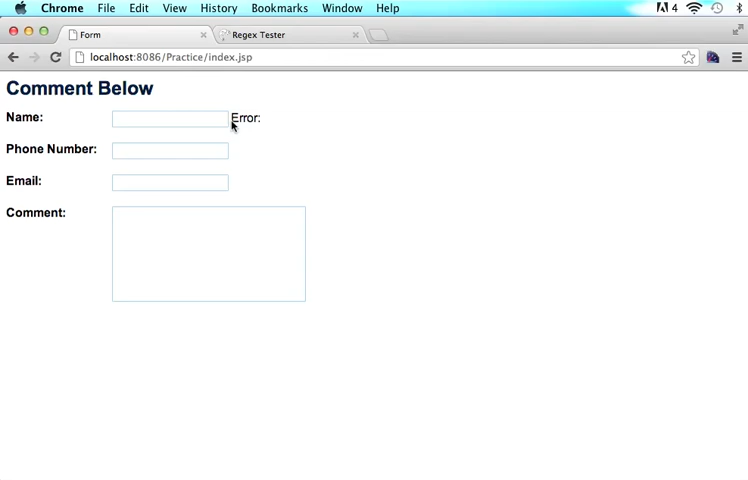 Chrome File Edit View History Bookmarks Window Help 4
Form Regex Tester
localhost:8086/Practice/index.jsp
Comment Below
Name: Error:
Phone Number:
Email:
Comment: